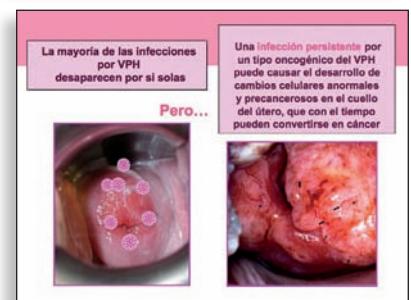 La mayoría de las infecciones
por VPH
desaparecen por si solas
Pero...
Una infección persistente por
un tipo oncogénico del VPH
puede causar el desarrollo de
cambios celulares anormales
y precancerosos en el cuello
del útero, que con el tiempo
pueden convertirse en cáncer